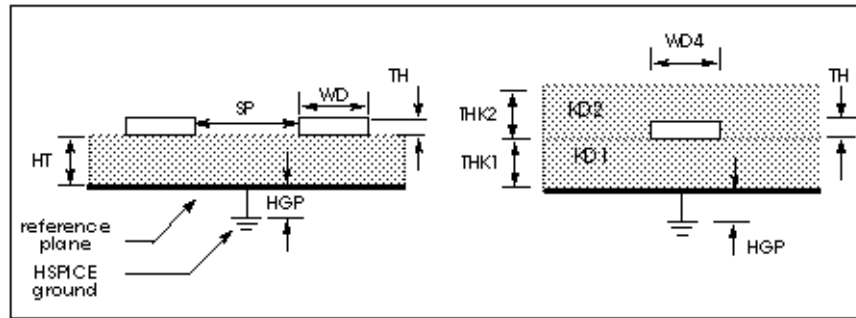 WD4
TH
WD
TH
SP
THK2
KD2
HT
THK1
KD1
HGP
reference
plane
HGP
HSPICE
ground